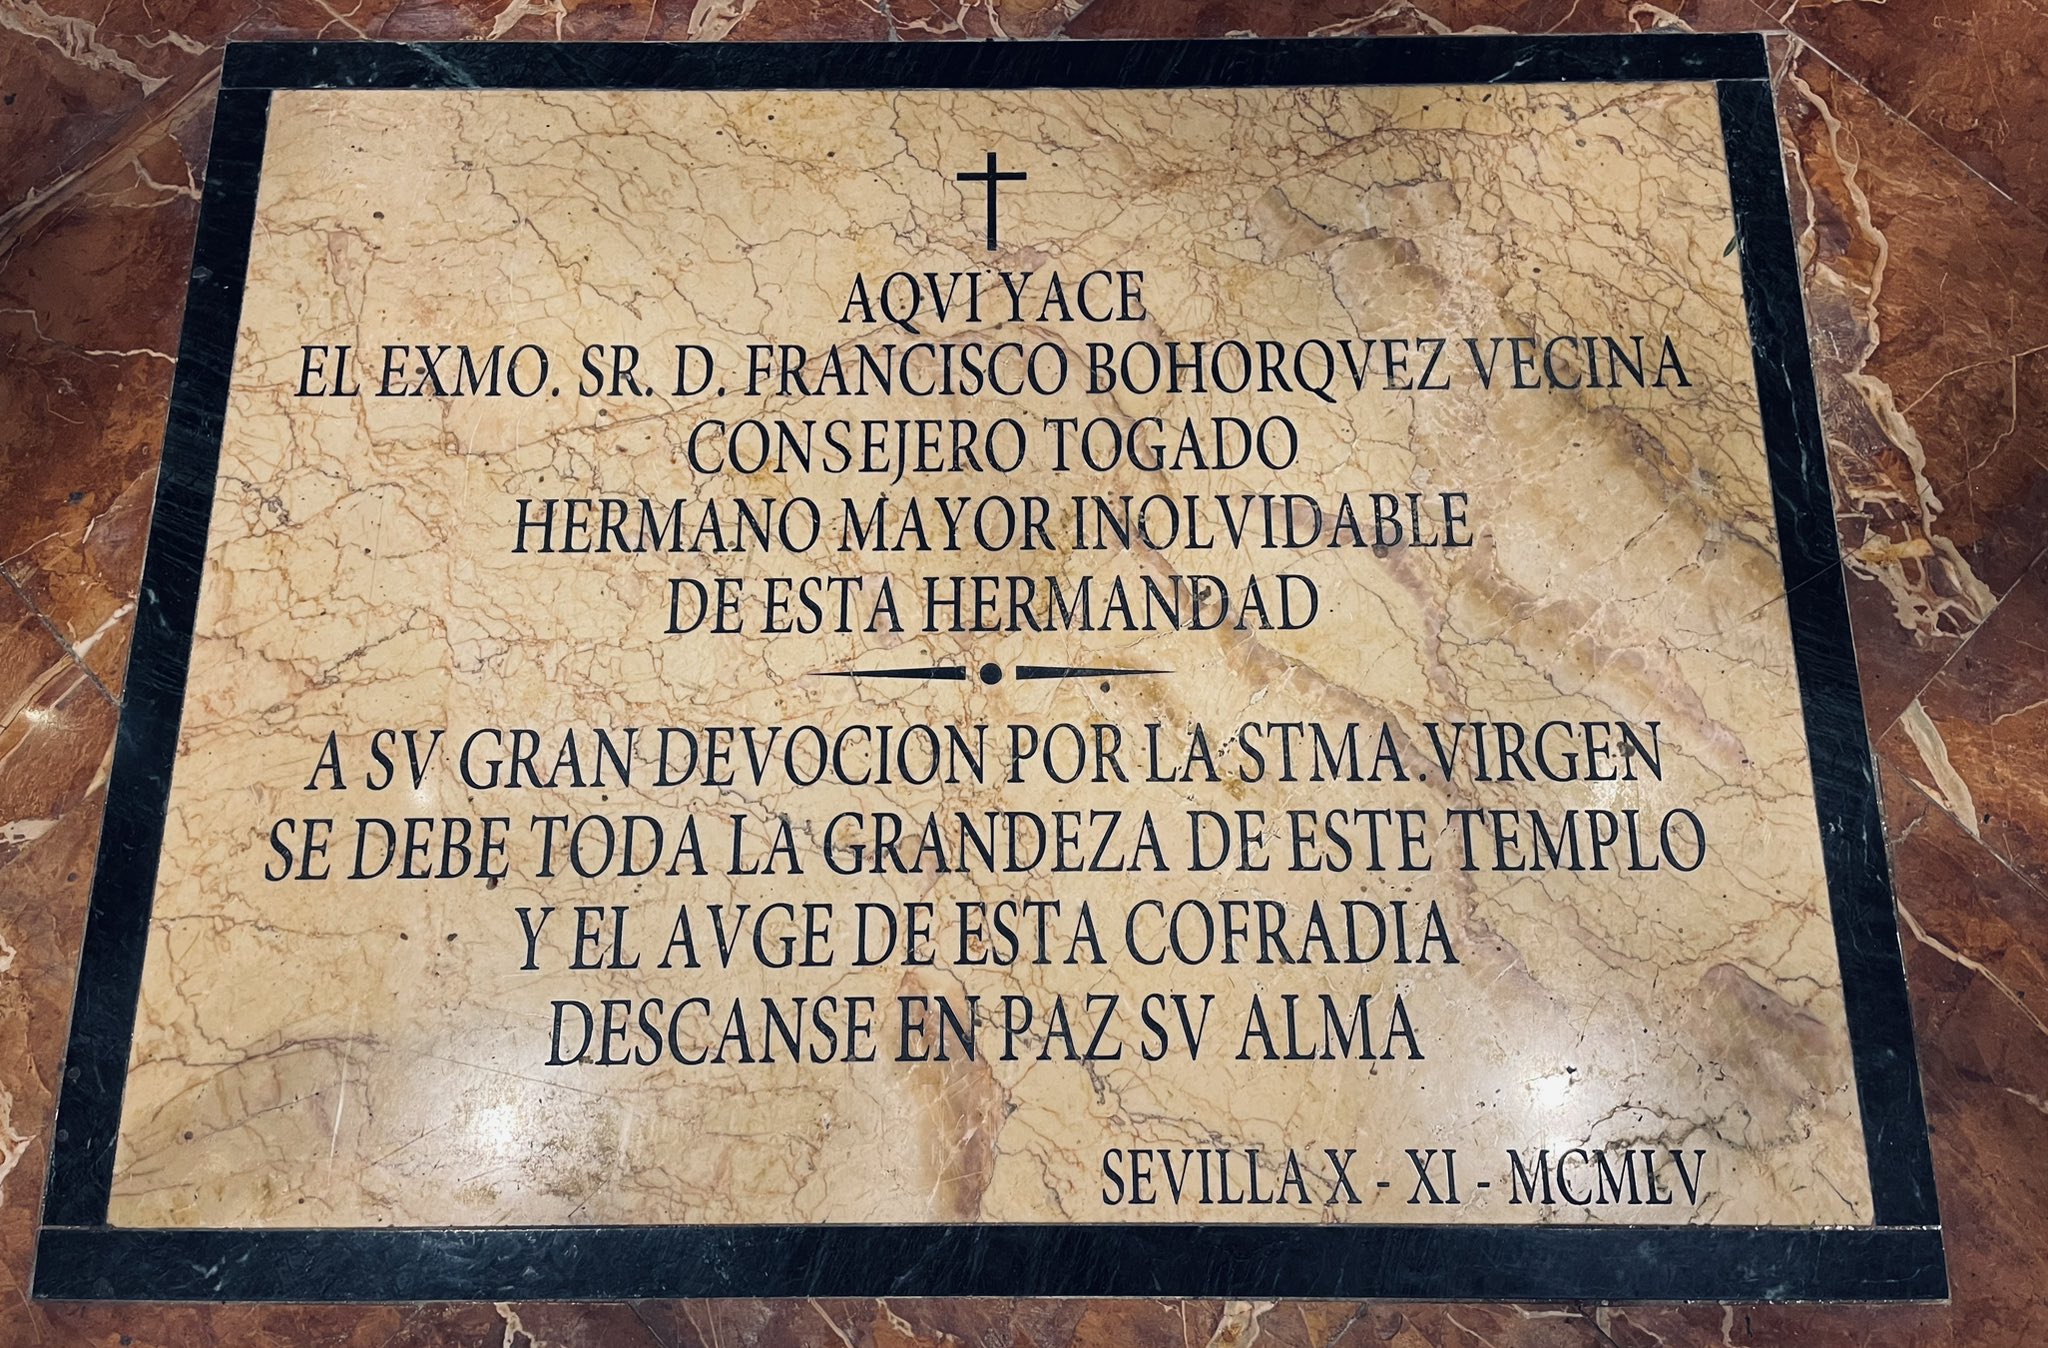 AQVI YACE
EL EXMO. SR. D. FRANCISCO BOHORQVEZ VECINA
CONSEJERO TOGADO
HERMANO MAYOR INOLVIDABLE
DE ESTA HERMANDAD
A SV GRAN DEVOCION POR LA STMA. VIRGEN
SE DEBE TODA LA GRANDEZA DE ESTE TEMPLO
Y EL AVGE DE ESTA COFRADIA
DESCANSE EN PAZ SV ALMA
SEVILLA X - XI - MCMLV